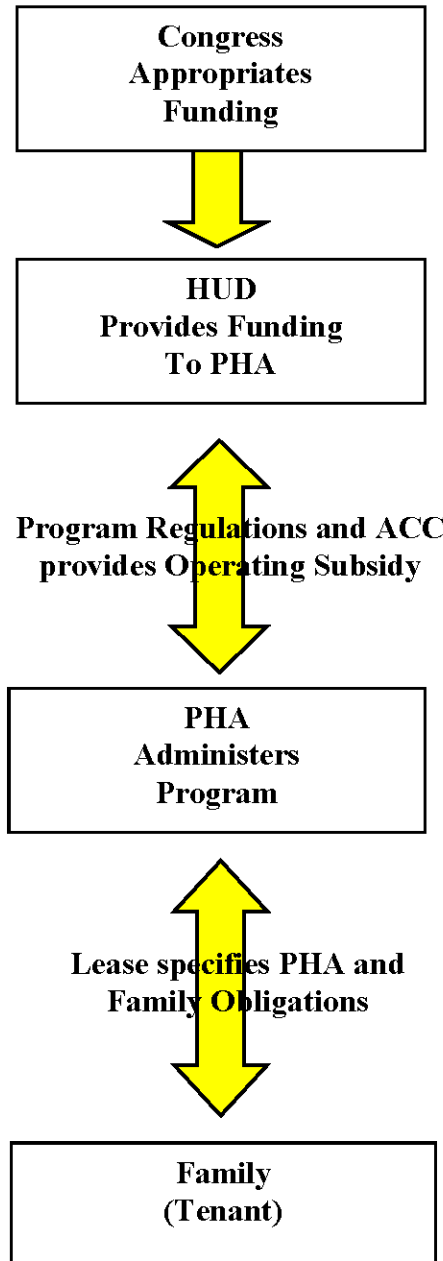 Congress
Appropriates
Funding
HUD
Provides Funding
To PHA
Program Regulations and ACC
provides Operating Subsidy
PHA
Administers
Program
Lease specifies PHA and
Family Obligations
Family
(Tenant)